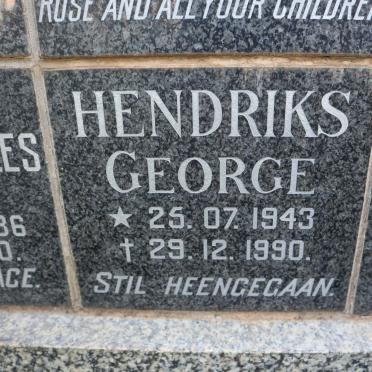 ROSE AND ALL YOUR CHILDREN
HENDRIKS
GEORGE
★ 25. 07. 1943
† 29. 12. 1990.
STIL HEENGEGAAN.